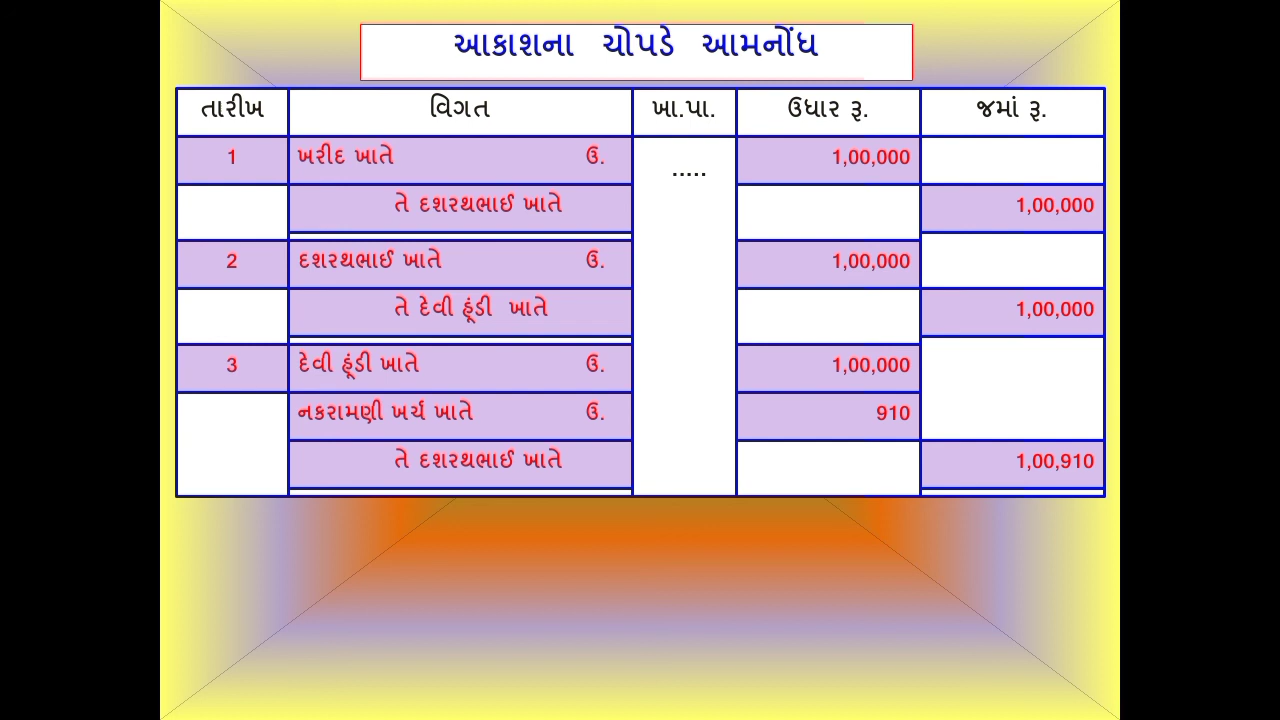 આકાશના ચોપડે આમનોંધ
તારીખ વિગત ખા.પા. ઉધાર રૂ. જમાં રૂ.
1 ખરીદ ખાતે ઉ. ..... 1,00,000
તે દશરથભાઈ ખાતે 1,00,000
2 દશરથભાઈ ખાતે ઉ. 1,00,000
તે દેવી હૂંડી ખાતે 1,00,000
3 દેવી હૂંડી ખાતે ઉ. 1,00,000
નકરામણી ખર્ચ ખાતે ઉ. 910
તે દશરથભાઈ ખાતે 1,00,910